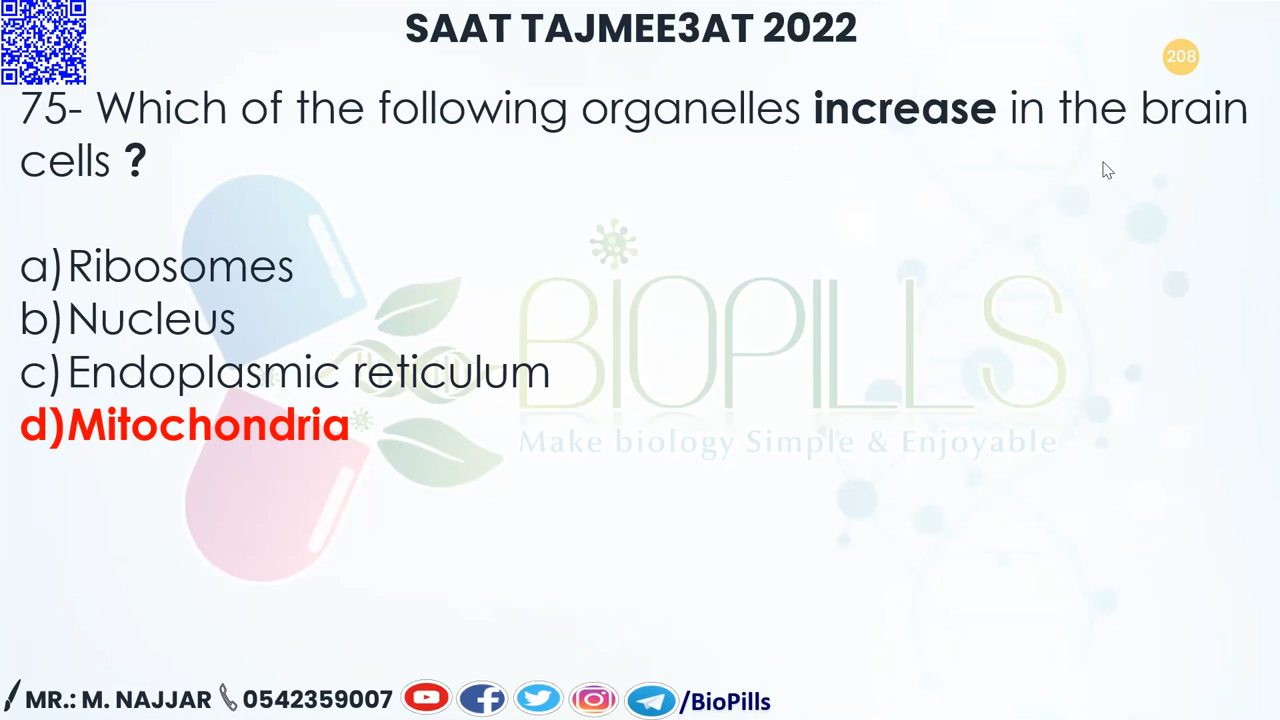 SAAT TAJMEE3AT 2022
208
75- Which of the following organelles increase in the brain
cells ?
a) Ribosomes
b) Nucleus
c) Endoplasmic reticulum
d) Mitochondria
BIOPILLS
Make biology Simple & Enjoyable
MR.: M. NAJJAR 0542359007 /BioPills